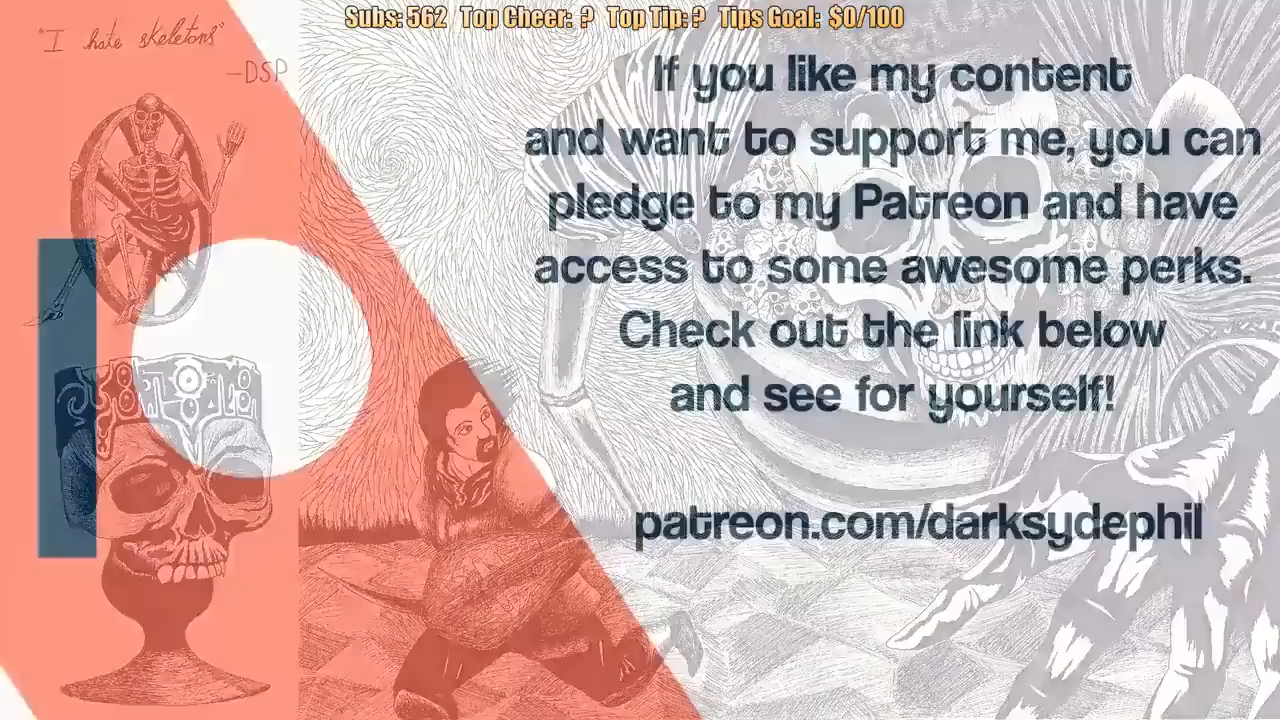 Subs: 562 Top Cheer: ? Top Tip: ? Tips Goal: $0/100
"I hate skeletons"
—DSP
If you like my content
and want to support me, you can
pledge to my Patreon and have
access to some awesome perks.
Check out the link below
and see for yourself!
patreon.com/darksydephil